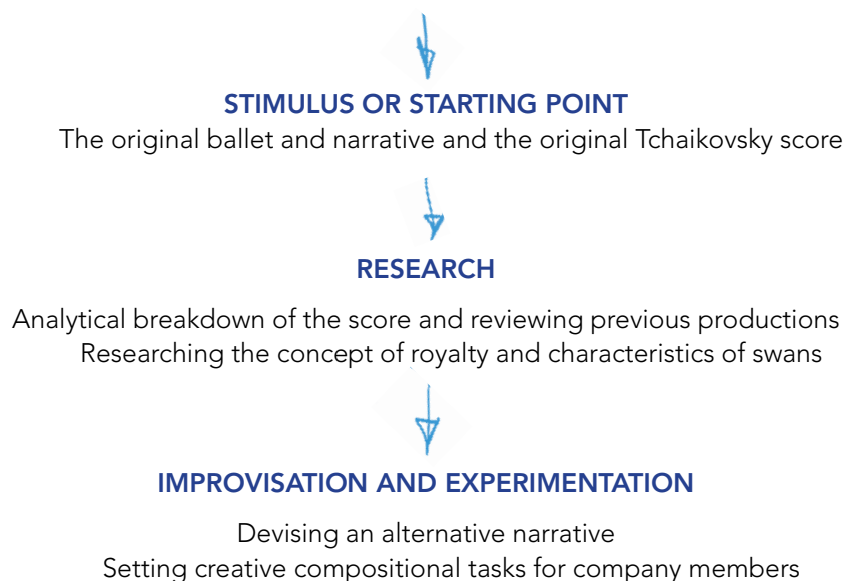 STIMULUS OR STARTING POINT
The original ballet and narrative and the original Tchaikovsky score
RESEARCH
Analytical breakdown of the score and reviewing previous productions
Researching the concept of royalty and characteristics of swans
IMPROVISATION AND EXPERIMENTATION
Devising an alternative narrative
Setting creative compositional tasks for company members